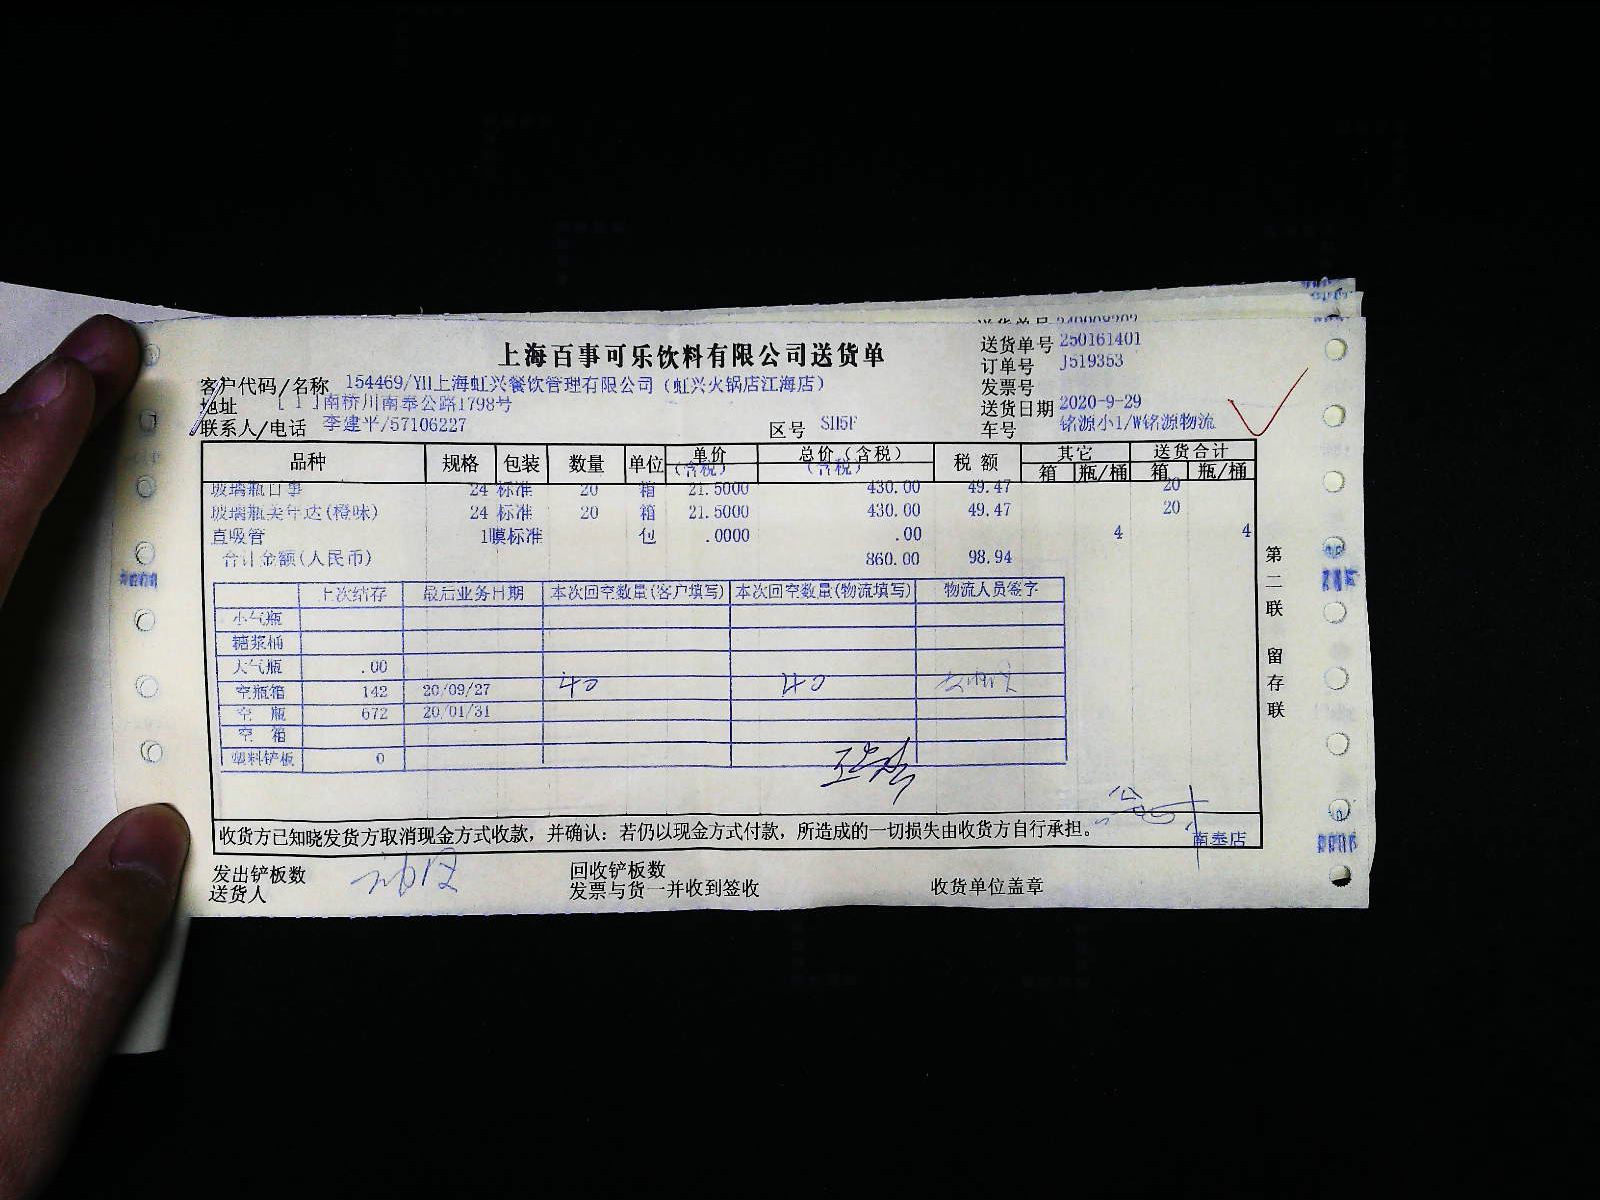 上海百事可乐饮料有限公司送货单
送货单号 250161401
订单号 J519353
发票号
送货日期 2020-9-29
车号 铭源小1/W铭源物流
客户代码/名称 154469/YH上海虹兴餐饮管理有限公司（虹兴火锅店江海店）
地址 [ 1 ]南桥川南奉公路1798号
联系人/电话 李建平/57106227
区号 SH5F
品种 规格 包装 数量 单位 单价(含税) 总价（含税） 税额 其它 送货合计
(含税) 箱 瓶/桶 箱 瓶/桶
玻璃瓶百事 24 标准 20 箱 21.5000 430.00 49.47 20
玻璃瓶美年达(橙味) 24 标准 20 箱 21.5000 430.00 49.47 20
直吸管 1膜标准 包 .0000 .00 4 4
合计金额(人民币) 860.00 98.94
上次结存 最后业务日期 本次回空数量(客户填写) 本次回空数量(物流填写) 物流人员签字
小气瓶
糖浆桶
大气瓶 .00
空瓶箱 142 20/09/27 40 40
空 瓶 672 20/01/31
空 箱
塑料铲板 0
收货方已知晓发货方取消现金方式收款，并确认：若仍以现金方式付款，所造成的一切损失由收货方自行承担。
南奉店
发出铲板数 回收铲板数
送货人 发票与货一并收到签收 收货单位盖章
第二联 留存联